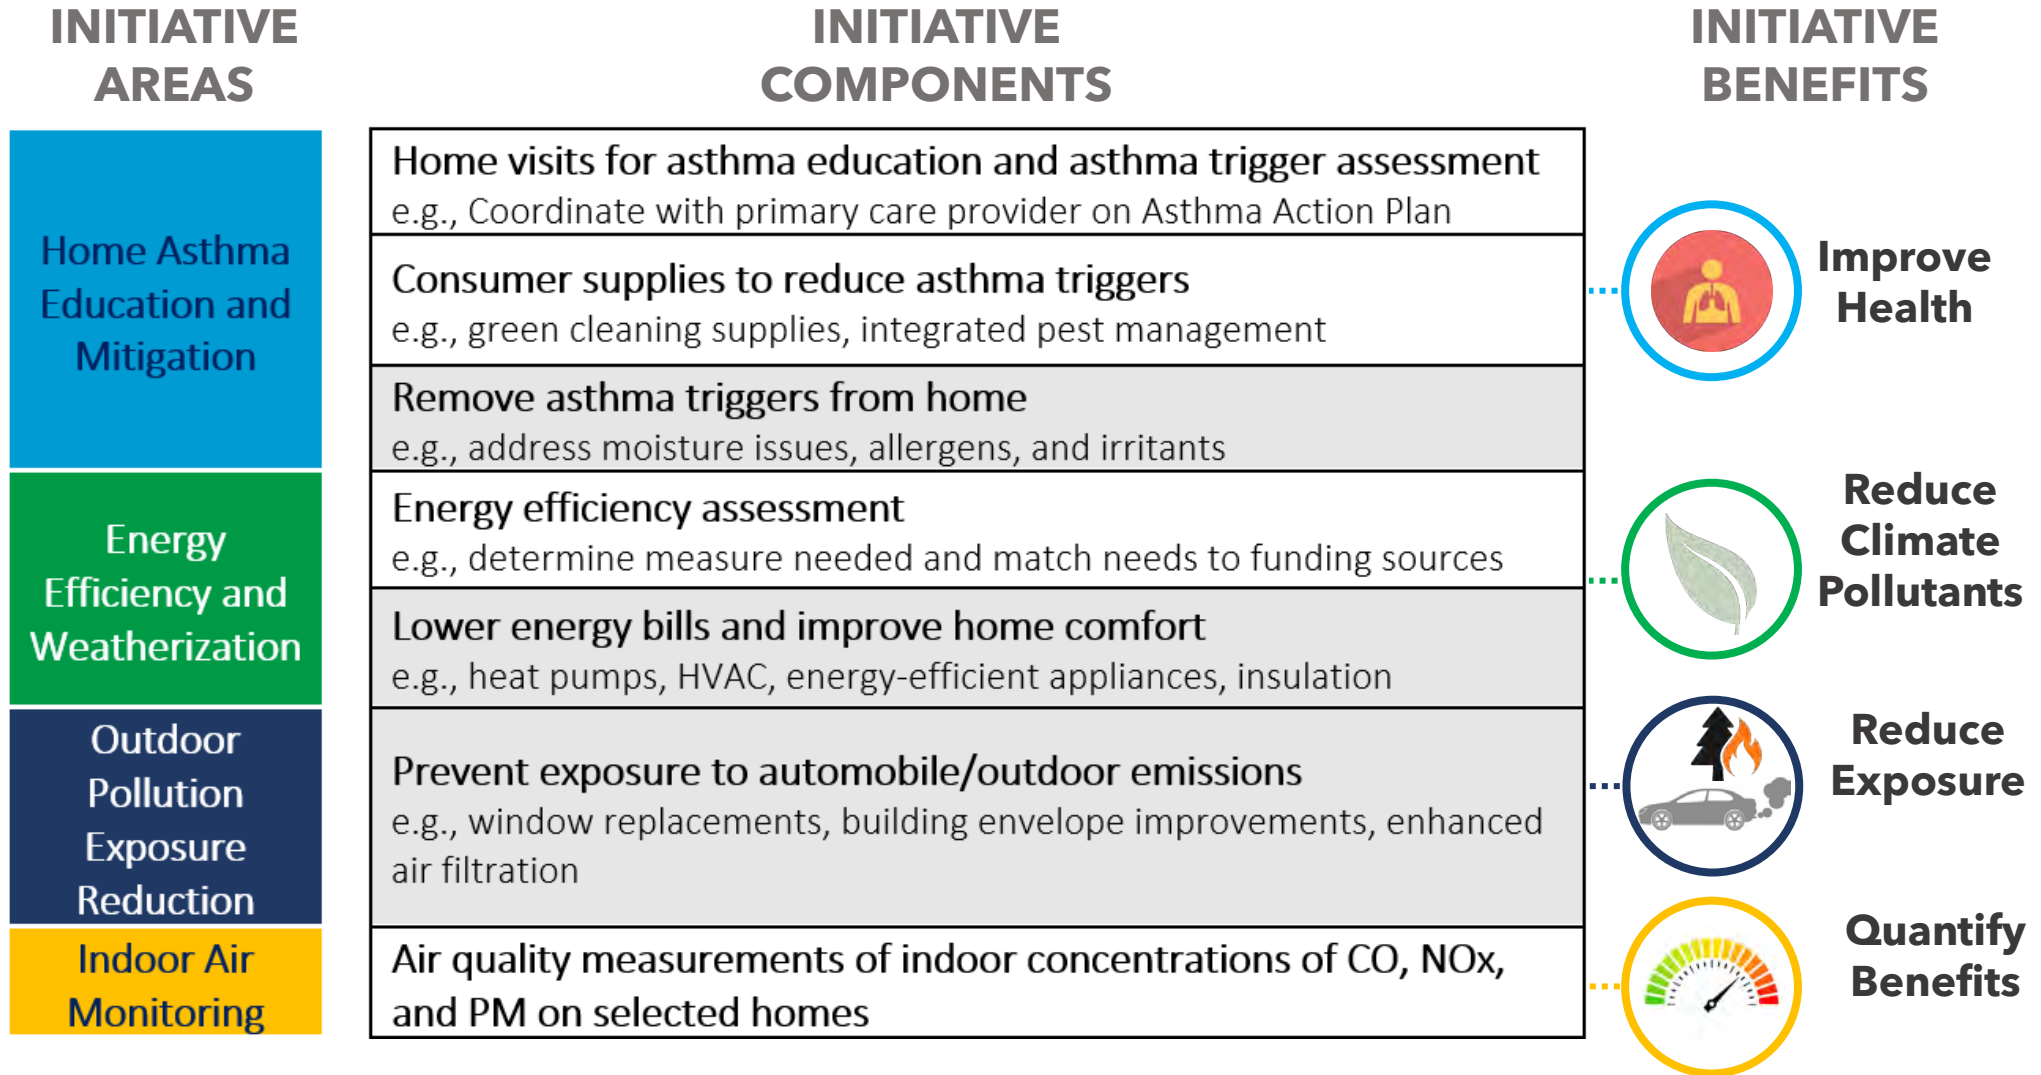 INITIATIVE
AREAS
INITIATIVE
COMPONENTS
INITIATIVE
BENEFITS
Home Asthma
Education and
Mitigation
Home visits for asthma education and asthma trigger assessment
e.g., Coordinate with primary care provider on Asthma Action Plan
Consumer supplies to reduce asthma triggers
e.g., green cleaning supplies, integrated pest management
Remove asthma triggers from home
e.g., address moisture issues, allergens, and irritants
Improve
Health
Energy
Efficiency and
Weatherization
Energy efficiency assessment
e.g., determine measure needed and match needs to funding sources
Lower energy bills and improve home comfort
e.g., heat pumps, HVAC, energy-efficient appliances, insulation
Reduce
Climate
Pollutants
Outdoor
Pollution
Exposure
Reduction
Prevent exposure to automobile/outdoor emissions
e.g., window replacements, building envelope improvements, enhanced
air filtration
Reduce
Exposure
Indoor Air
Monitoring
Air quality measurements of indoor concentrations of CO, NOx,
and PM on selected homes
Quantify
Benefits